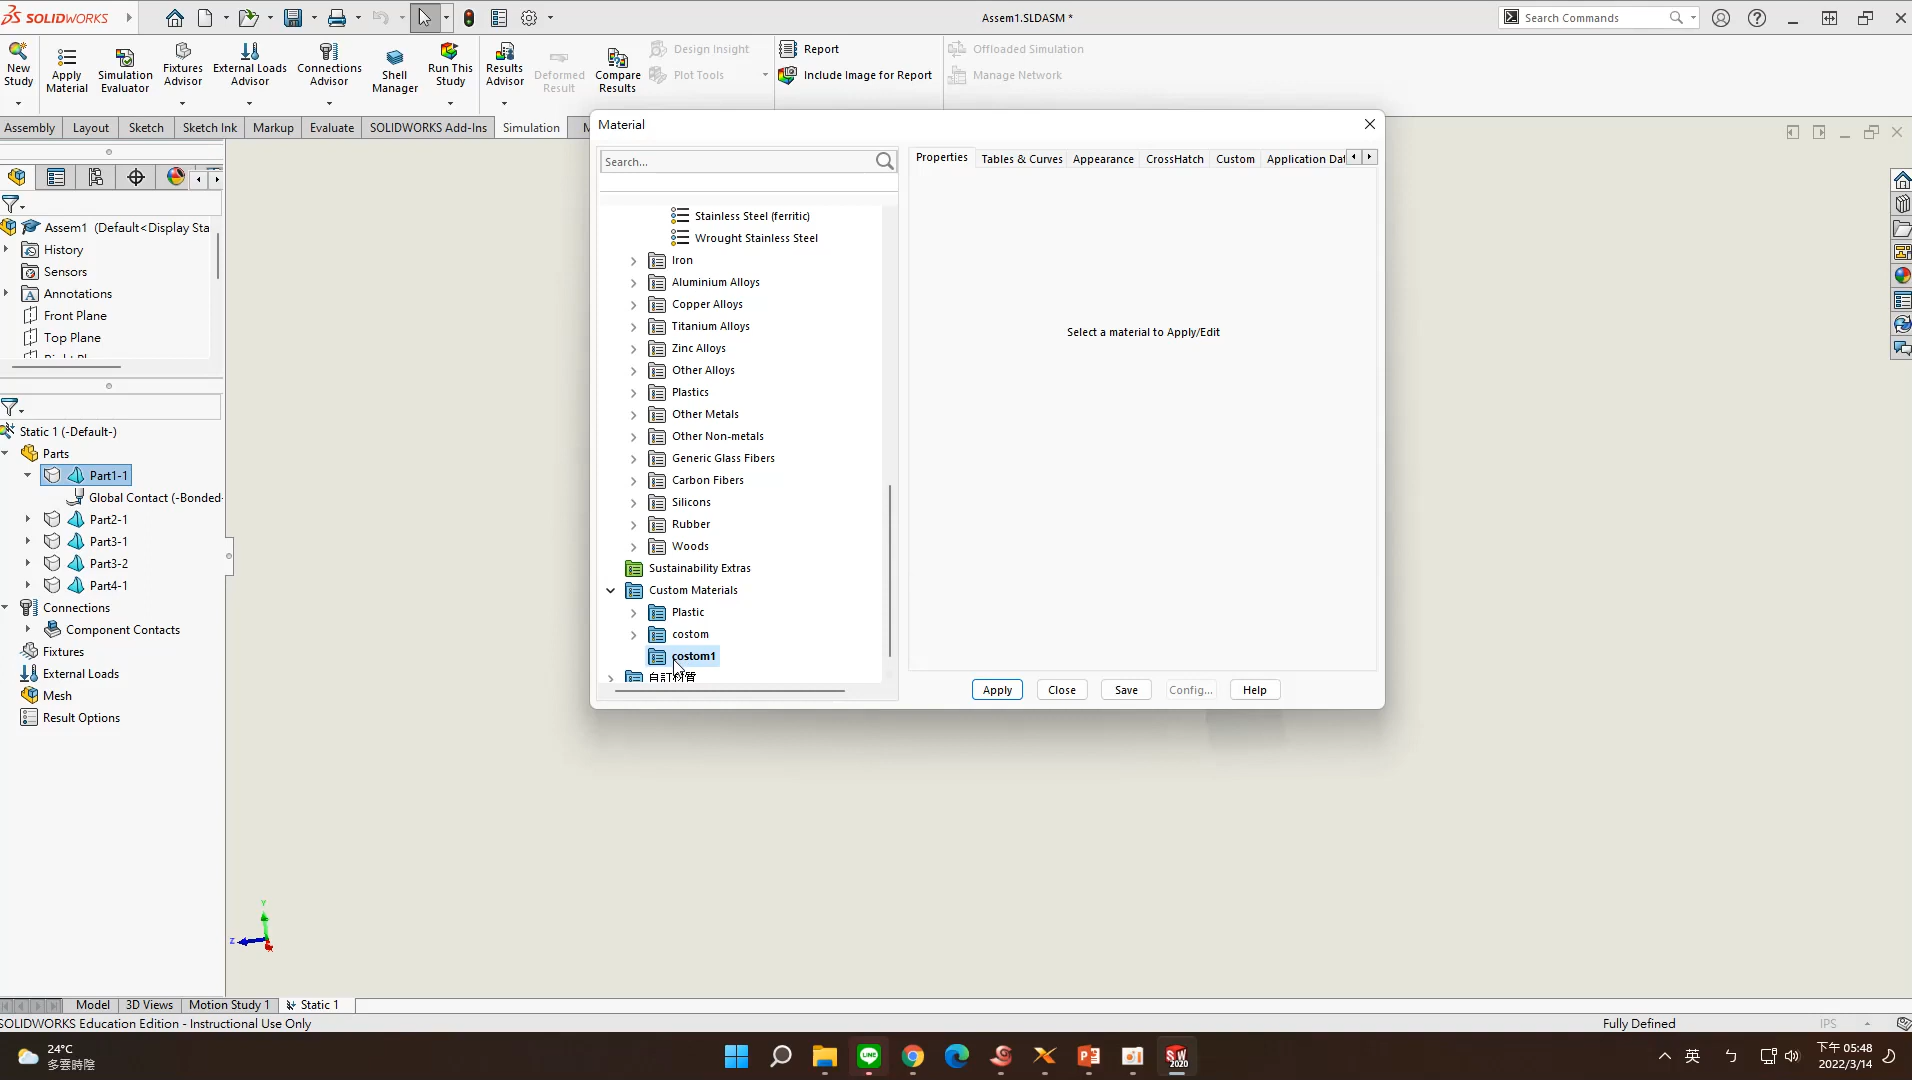 SOLIDWORKS
Assem1.SLDASM *
Search Commands
New Study
Apply Material
Simulation Evaluator
Fixtures Advisor
External Loads Advisor
Connections Advisor
Shell Manager
Run This Study
Results Advisor
Deformed Result
Compare Results
Design Insight
Plot Tools
Report
Include Image for Report
Offloaded Simulation
Manage Network
Assembly
Layout
Sketch
Sketch Ink
Markup
Evaluate
SOLIDWORKS Add-Ins
Simulation
Material
Search...
Properties
Tables & Curves
Appearance
CrossHatch
Custom
Application Dat
Stainless Steel (ferritic)
Wrought Stainless Steel
Iron
Aluminium Alloys
Copper Alloys
Titanium Alloys
Zinc Alloys
Other Alloys
Plastics
Other Metals
Other Non-metals
Generic Glass Fibers
Carbon Fibers
Silicons
Rubber
Woods
Sustainability Extras
Custom Materials
Plastic
costom
costom1
自訂材質
Select a material to Apply/Edit
Apply
Close
Save
Config...
Help
Assem1 (Default<Display Sta
History
Sensors
Annotations
Front Plane
Top Plane
Static 1 (-Default-)
Parts
Part1-1
Global Contact (-Bonded-
Part2-1
Part3-1
Part3-2
Part4-1
Connections
Component Contacts
Fixtures
External Loads
Mesh
Result Options
Y
Z
Model
3D Views
Motion Study 1
Static 1
SOLIDWORKS Education Edition - Instructional Use Only
Fully Defined
IPS
24°C
多雲時陰
LINE
SW
2020
英
ㄅ
下午 05:48
2022/3/14